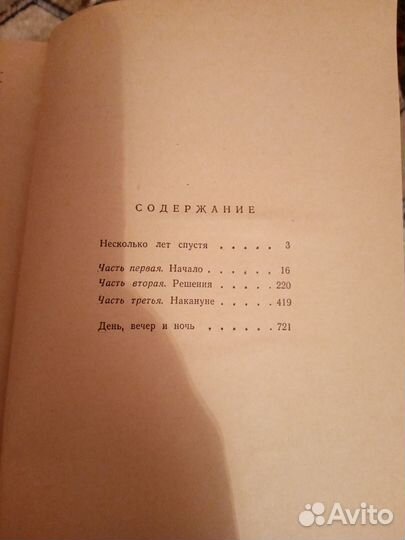 СОДЕРЖАНИЕ
Несколько лет спустя . . . . . 3
Часть первая. Начало . . . . . 16
Часть вторая. Решения . . . . 220
Часть третья. Накануне . . . . 419
День, вечер и ночь . . . . . . 721
Avito